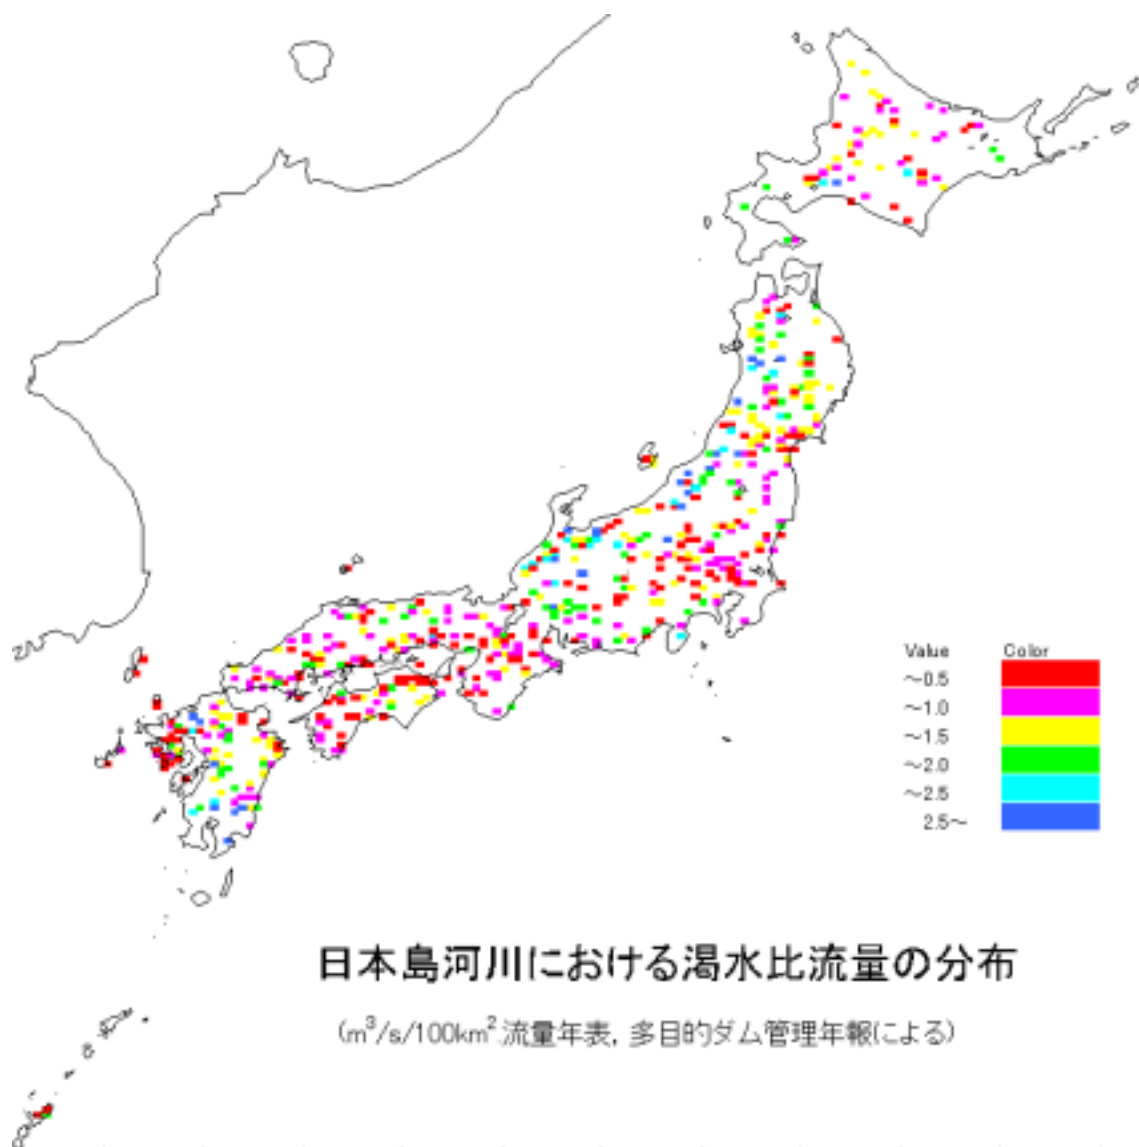 Value Color
～0.5
～1.0
～1.5
～2.0
～2.5
2.5～
日本島河川における渇水比流量の分布
(m³/s/100km² 流量年表, 多目的ダム管理年報による)